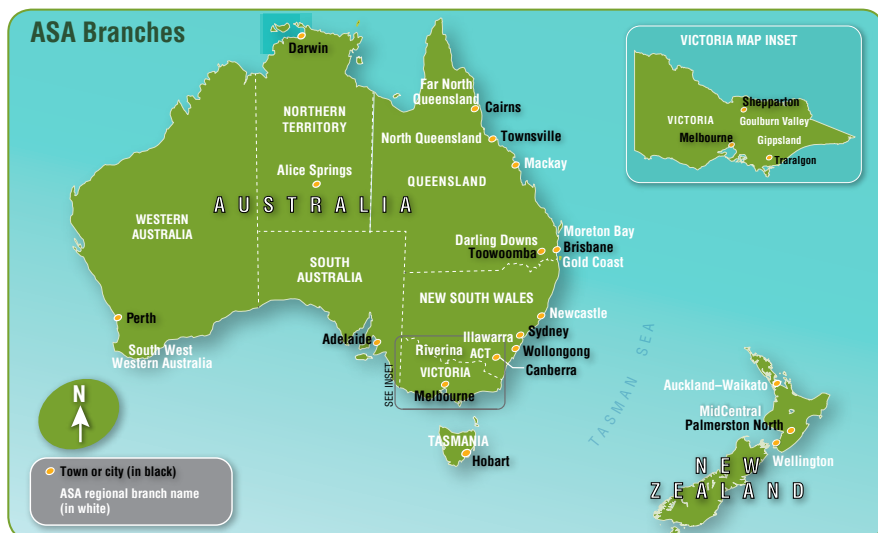 ASA Branches
Darwin
Far North
Queensland
Cairns
NORTHERN
TERRITORY
North Queensland
Townsville
Mackay
Alice Springs
QUEENSLAND
AUSTRALIA
WESTERN
AUSTRALIA
Moreton Bay
Darling Downs
Toowoomba
Brisbane
Gold Coast
SOUTH
AUSTRALIA
NEW SOUTH WALES
Newcastle
Perth
Sydney
Adelaide
Illawarra
Riverina
ACT
Wollongong
South West
Western Australia
Canberra
VICTORIA
SEE INSET
Melbourne
TASMANIA
Hobart
TASMAN SEA
Auckland–Waikato
MidCentral
Palmerston North
Wellington
NEW
ZEALAND
VICTORIA MAP INSET
Shepparton
VICTORIA
Goulburn Valley
Melbourne
Gippsland
Traralgon
N
Town or city (in black)
ASA regional branch name
(in white)